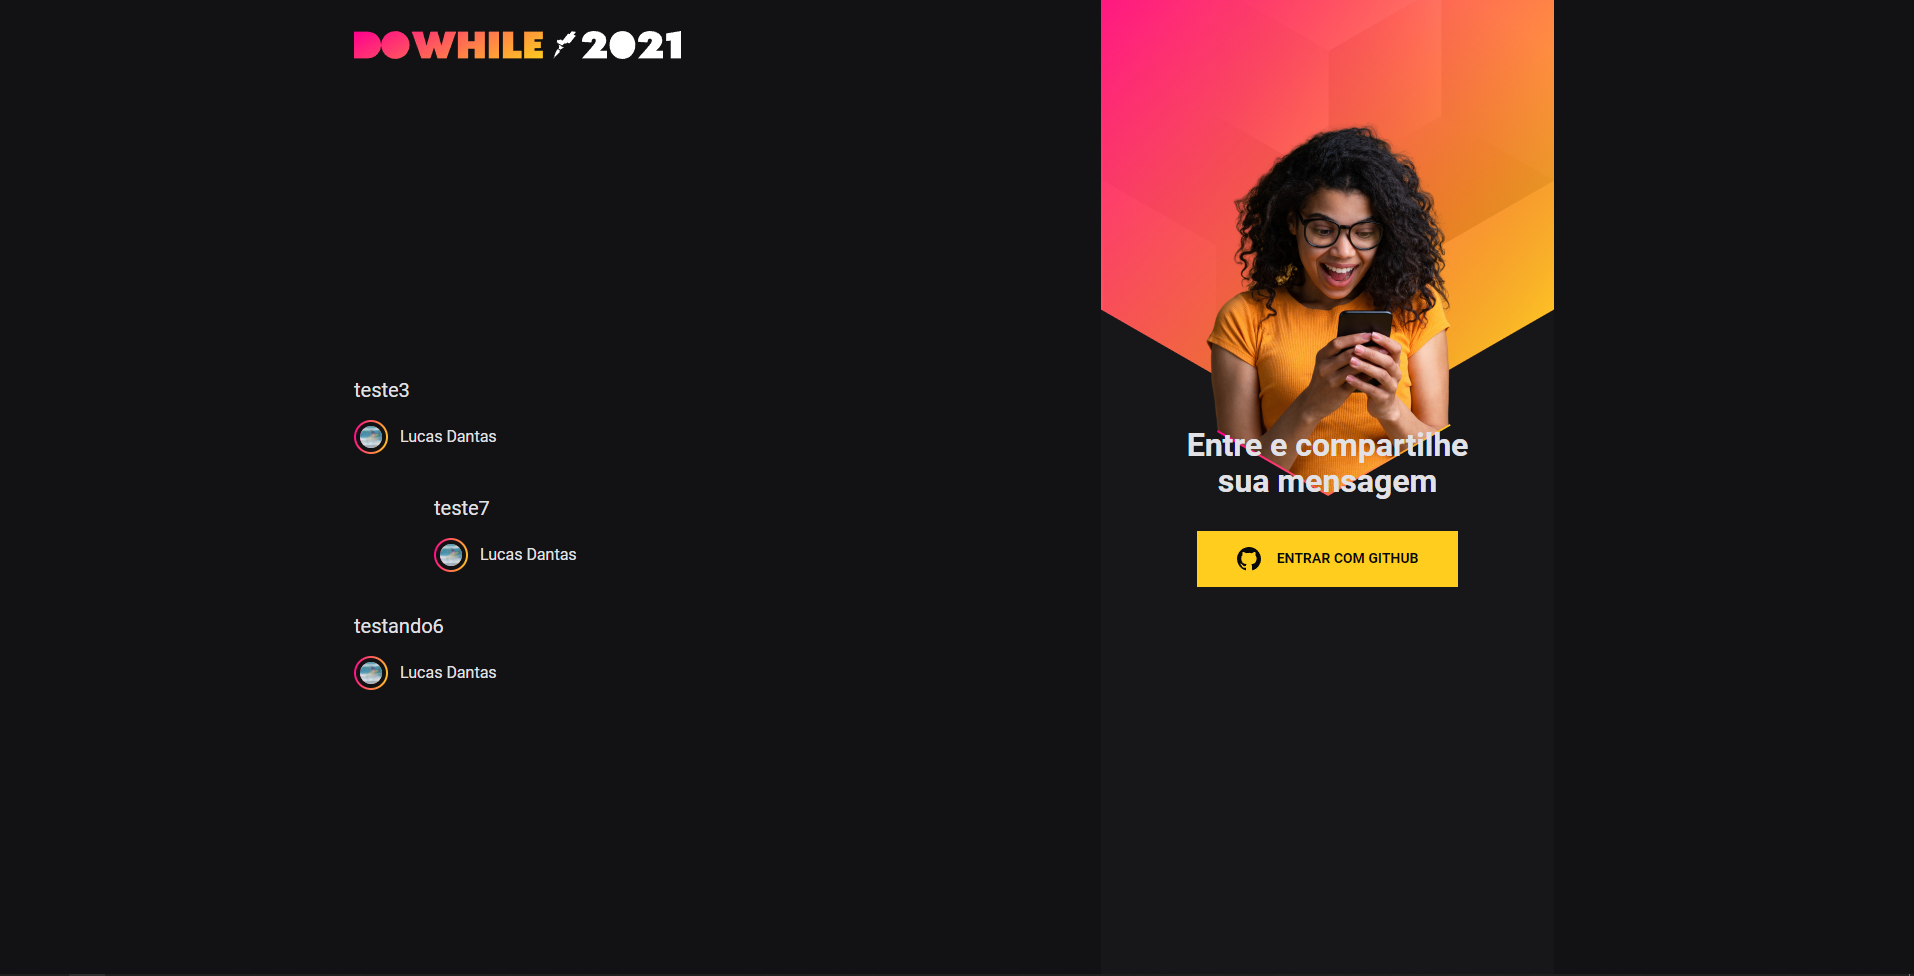 DOWHILE 2021
teste3
Lucas Dantas
teste7
Lucas Dantas
testando6
Lucas Dantas
Entre e compartilhe
sua mensagem
ENTRAR COM GITHUB